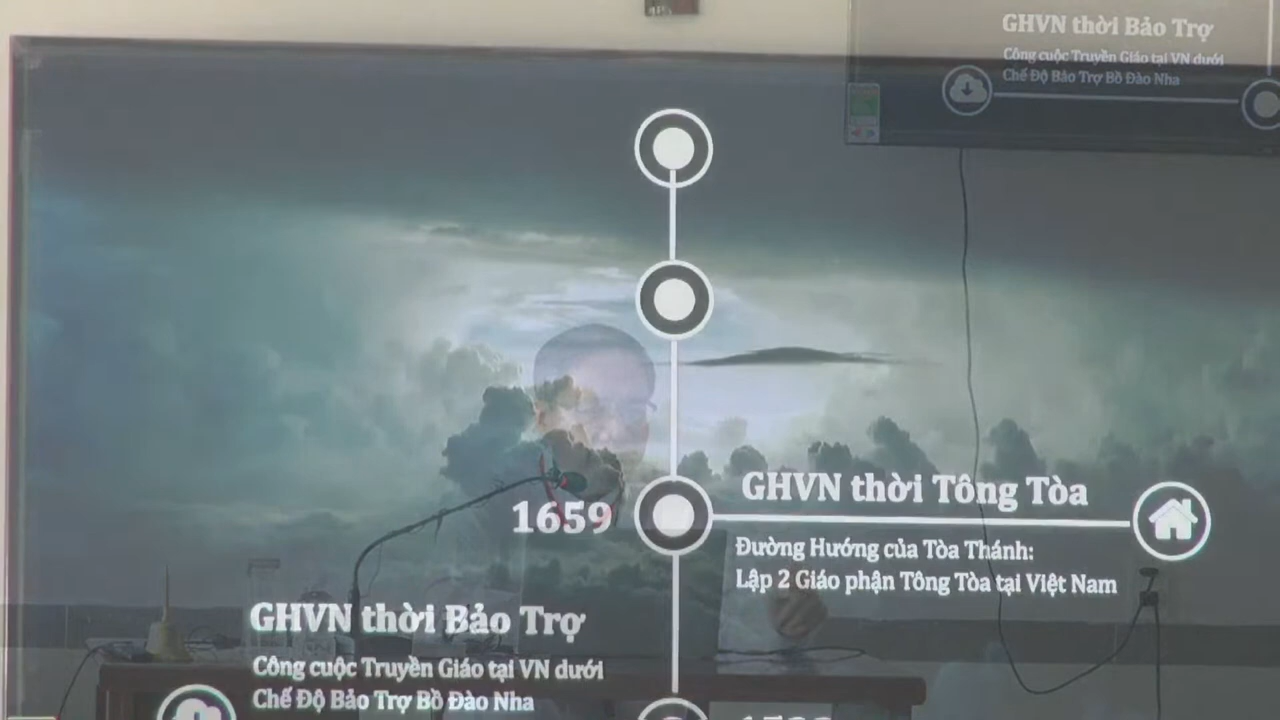 GHVN thời Bảo Trợ
Công cuộc Truyền Giáo tại VN dưới
Chế Độ Bảo Trợ Bồ Đào Nha
GHVN thời Tông Tòa
1659
Đường Hướng của Tòa Thánh:
Lập 2 Giáo phận Tông Tòa tại Việt Nam
GHVN thời Bảo Trợ
Công cuộc Truyền Giáo tại VN dưới
Chế Độ Bảo Trợ Bồ Đào Nha